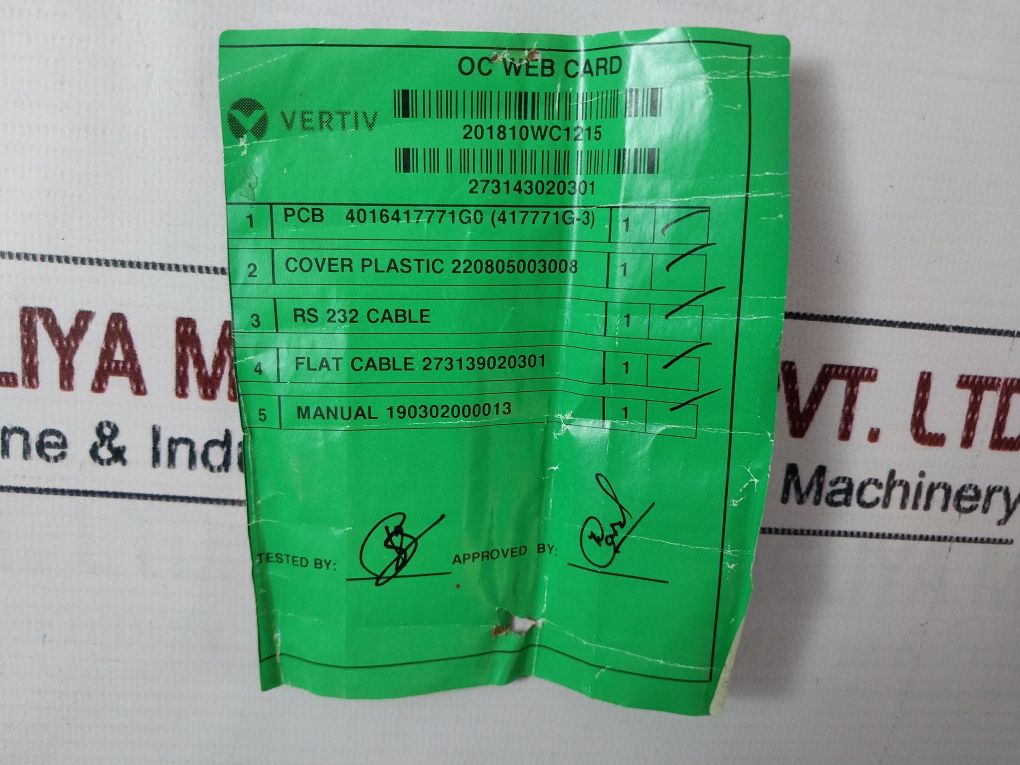 OC WEB CARD
VERTIV
201810WC1215
273143020301
1 PCB 4016417771G0 (417771G-3) 1
2 COVER PLASTIC 220805003008 1
3 RS 232 CABLE 1
4 FLAT CABLE 273139020301 1
5 MANUAL 190302000013 1
TESTED BY: APPROVED BY:
LIYA M VT. LTD
ne & Indu Machinery